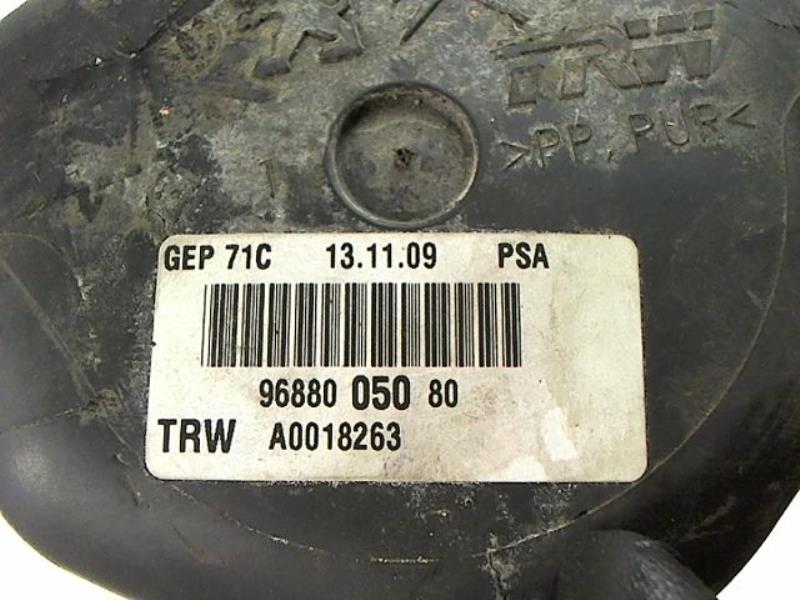 TRW
>PP, PUR<
GEP 71C 13.11.09 PSA
96880 050 80
TRW A0018263